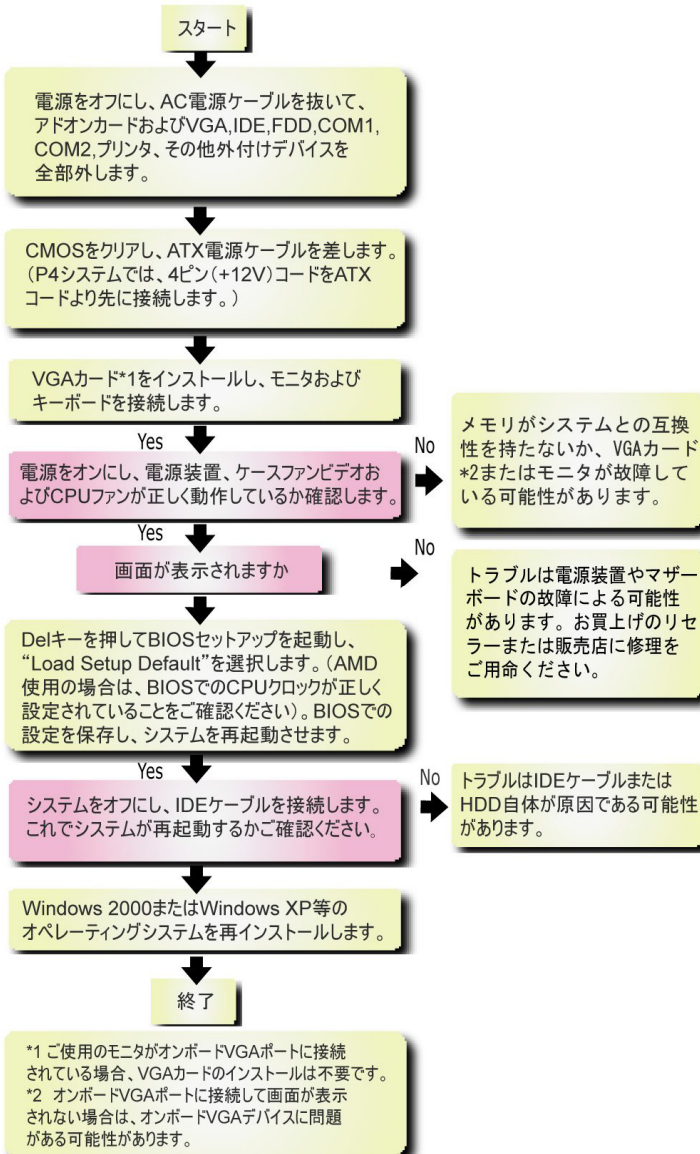 スタート
電源をオフにし、AC電源ケーブルを抜いて、
アドオンカードおよびVGA,IDE,FDD,COM1,
COM2,プリンタ、その他外付けデバイスを
全部外します。
CMOSをクリアし、ATX電源ケーブルを差します。
(P4システムでは、4ピン(+12V)コードをATX
コードより先に接続します。)
VGAカード*1をインストールし、モニタおよび
キーボードを接続します。
Yes
No
電源をオンにし、電源装置、ケースファンビデオお
よびCPUファンが正しく動作しているか確認します。
メモリがシステムとの互換
性を持たないか、VGAカード
*2またはモニタが故障して
いる可能性があります。
Yes
No
画面が表示されますか
トラブルは電源装置やマザー
ボードの故障による可能性
があります。お買上げのリセ
ラーまたは販売店に修理を
ご用命ください。
Delキーを押してBIOSセットアップを起動し、
“Load Setup Default”を選択します。(AMD
使用の場合は、BIOSでのCPUクロックが正しく
設定されていることをご確認ください)。BIOSでの
設定を保存し、システムを再起動させます。
Yes
No
システムをオフにし、IDEケーブルを接続します。
これでシステムが再起動するかご確認ください。
トラブルはIDEケーブルまたは
HDD自体が原因である可能性
があります。
Windows 2000またはWindows XP等の
オペレーティングシステムを再インストールします。
終了
*1 ご使用のモニタがオンボードVGAポートに接続
されている場合、VGAカードのインストールは不要です。
*2 オンボードVGAポートに接続して画面が表示
されない場合は、オンボードVGAデバイスに問題
がある可能性があります。